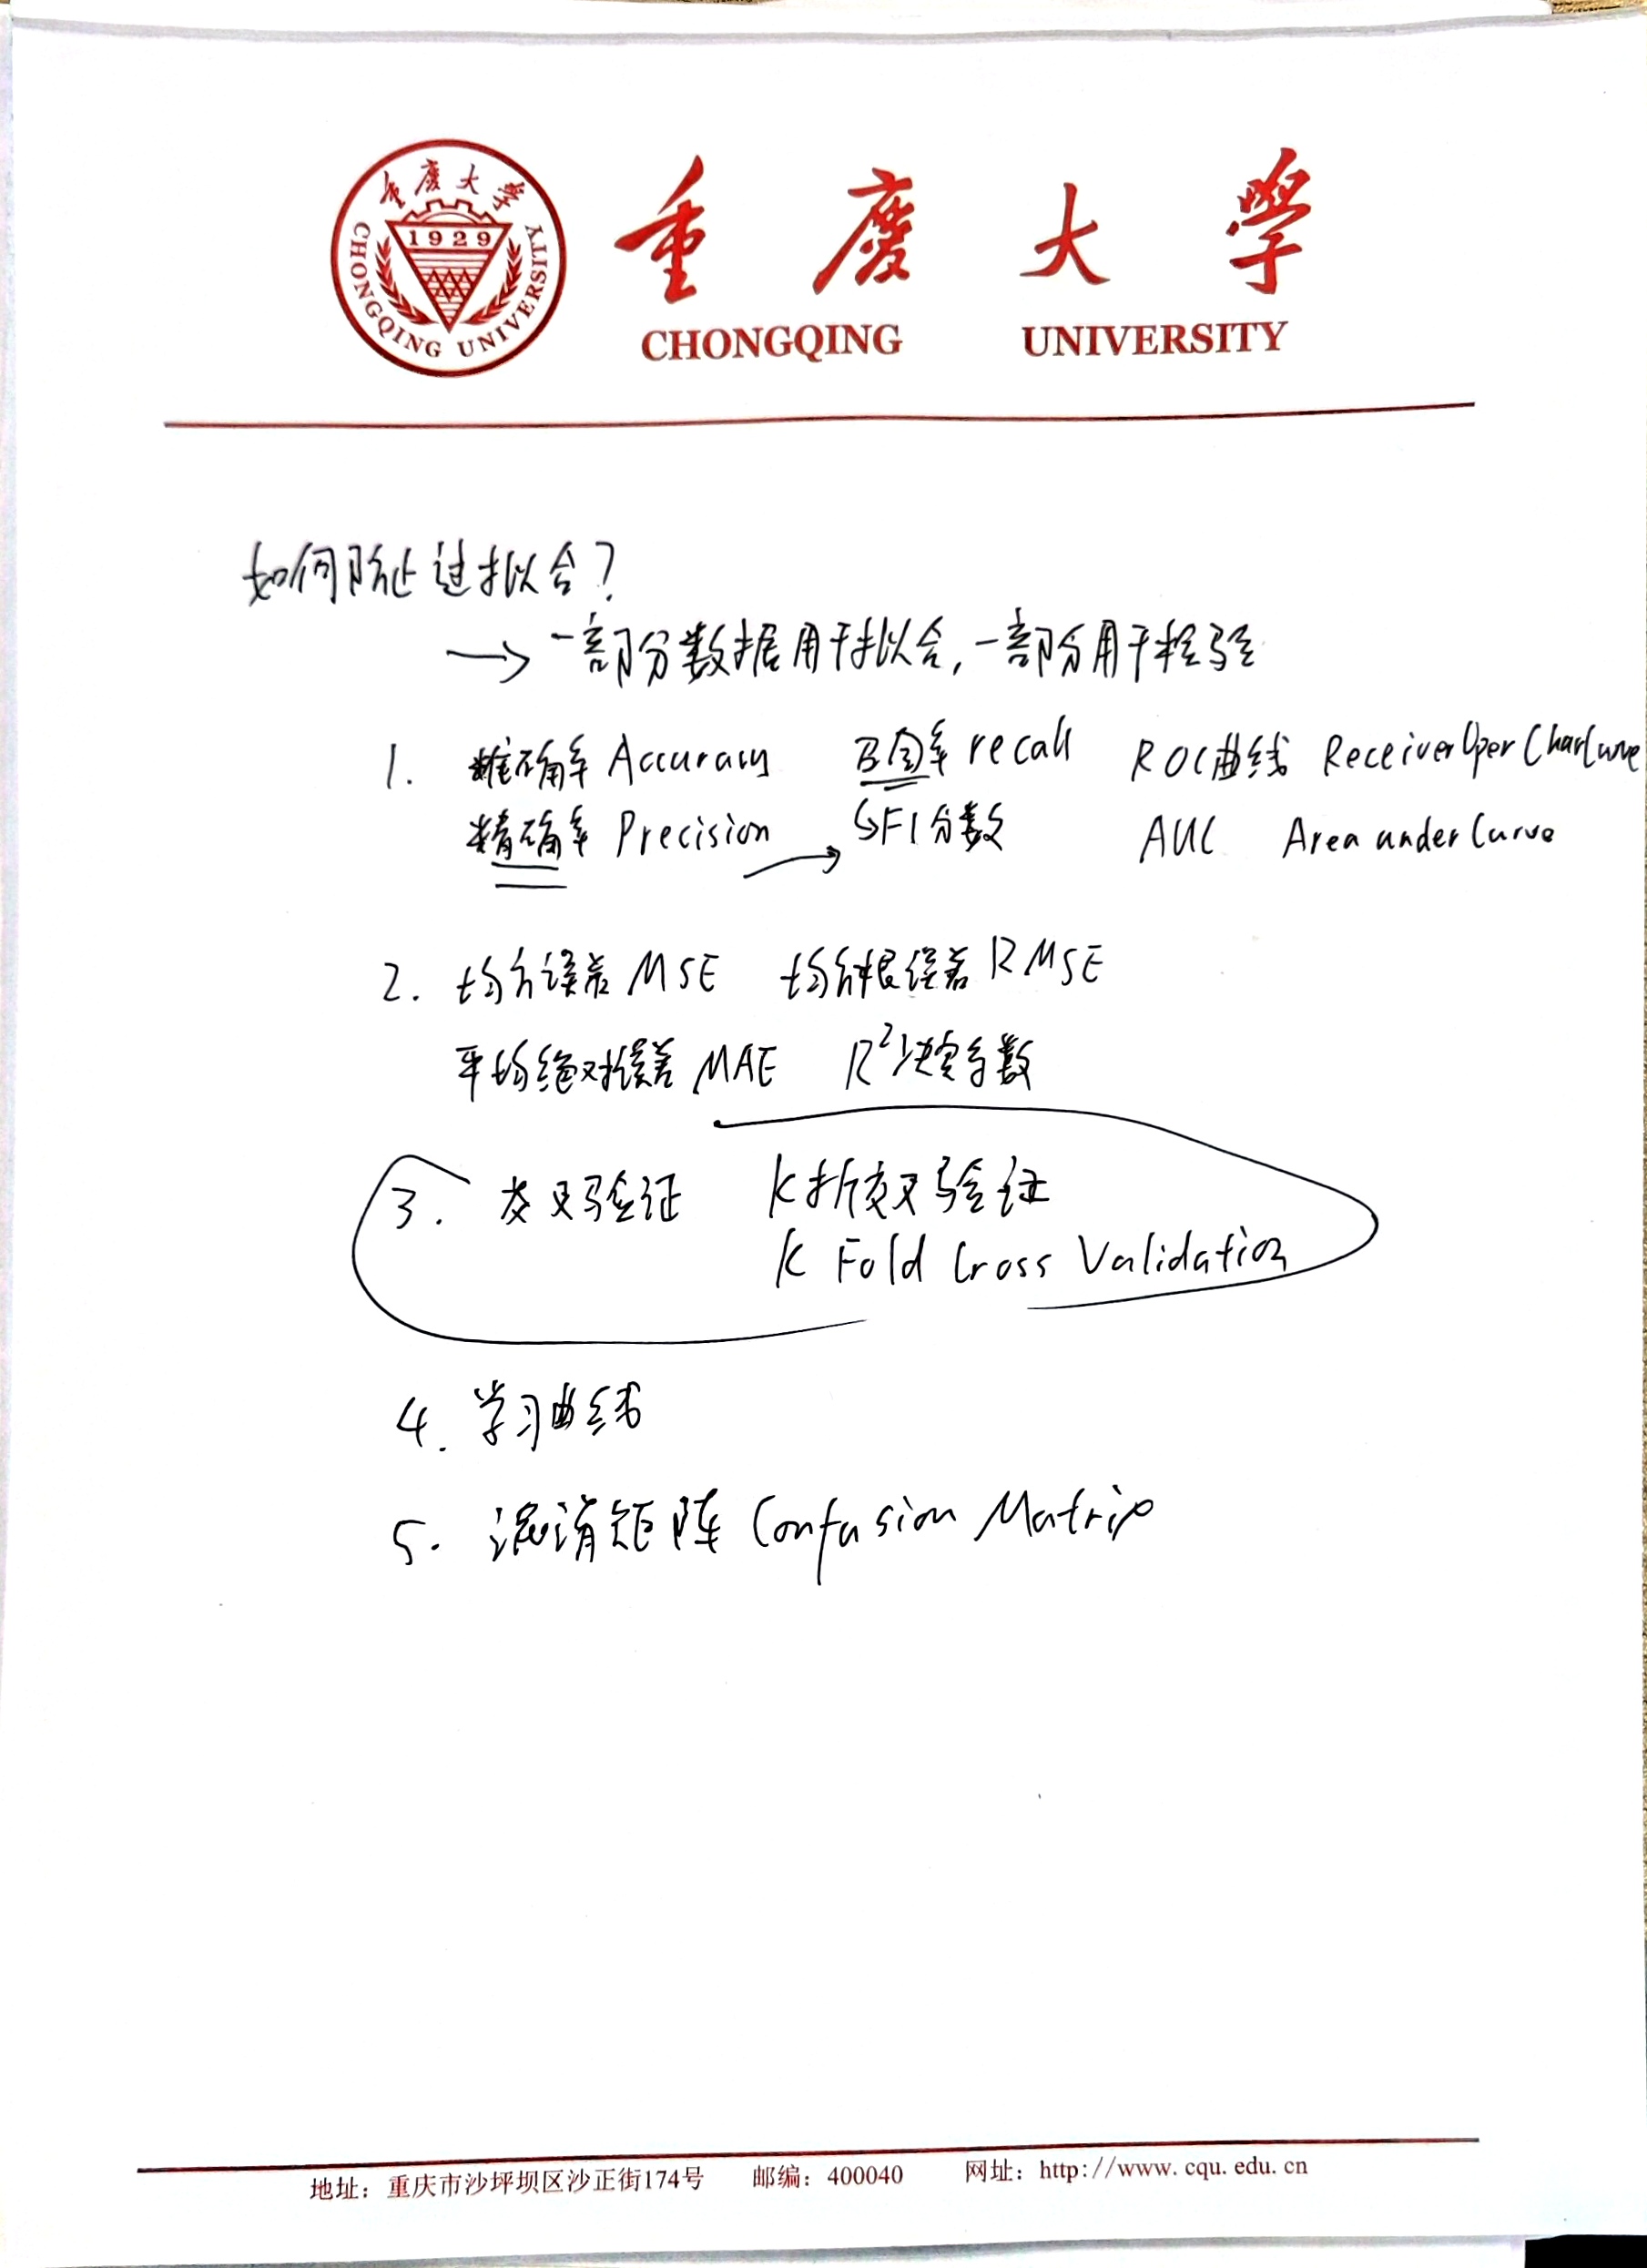 重庆大学
1929
CHONGQING UNIVERSITY
重慶大學
CHONGQING UNIVERSITY
如何防止过拟合?
→一部分数据用于拟合,一部分用于检验
1. 准确率 Accuracy 召回率 recall ROC曲线 ReceiverOperCharCurve
精确率 Precision → ↳F1分数 AUC Area under Curve
2. 均方误差 MSE 均方根误差 RMSE
平均绝对误差 MAE R²决定系数
3. 交叉验证 K折交叉验证
K Fold Cross Validation
4. 学习曲线
5. 混淆矩阵 Confusion Matrix
地址:重庆市沙坪坝区沙正街174号 邮编:400040 网址:http://www.cqu.edu.cn